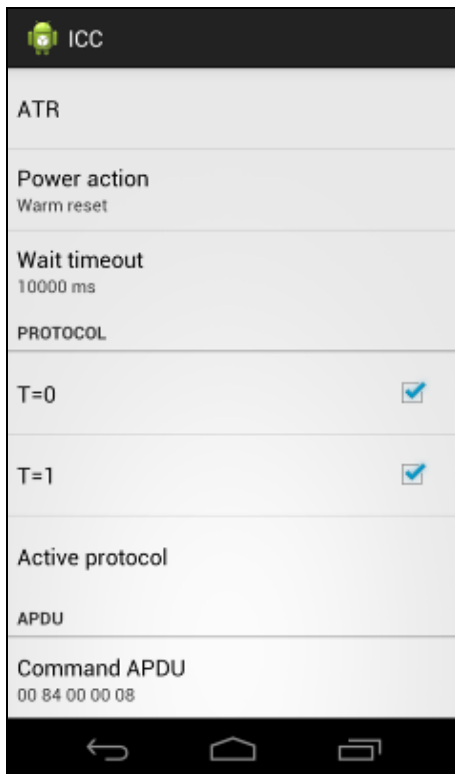 ICC
ATR
Power action
Warm reset
Wait timeout
10000 ms
PROTOCOL
T=0
T=1
Active protocol
APDU
Command APDU
00 84 00 00 08